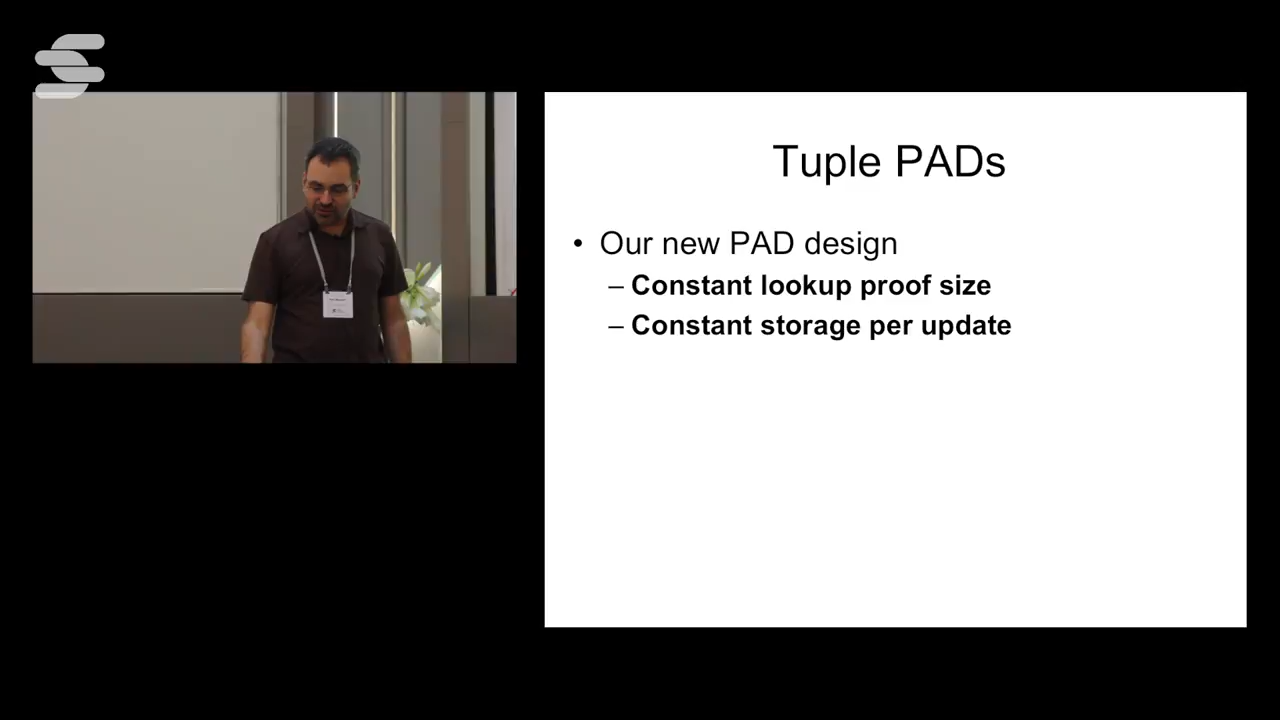 Tuple PADs
• Our new PAD design
– Constant lookup proof size
– Constant storage per update